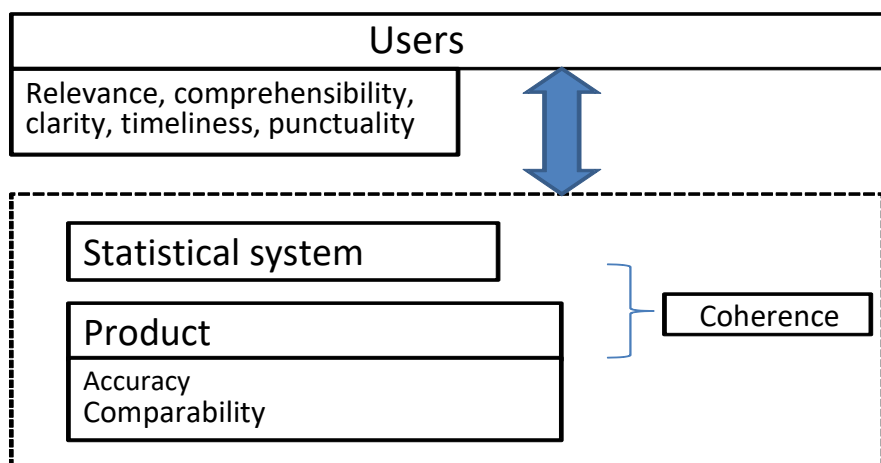 Users
Relevance, comprehensibility,
clarity, timeliness, punctuality
Statistical system
Product
Coherence
Accuracy
Comparability